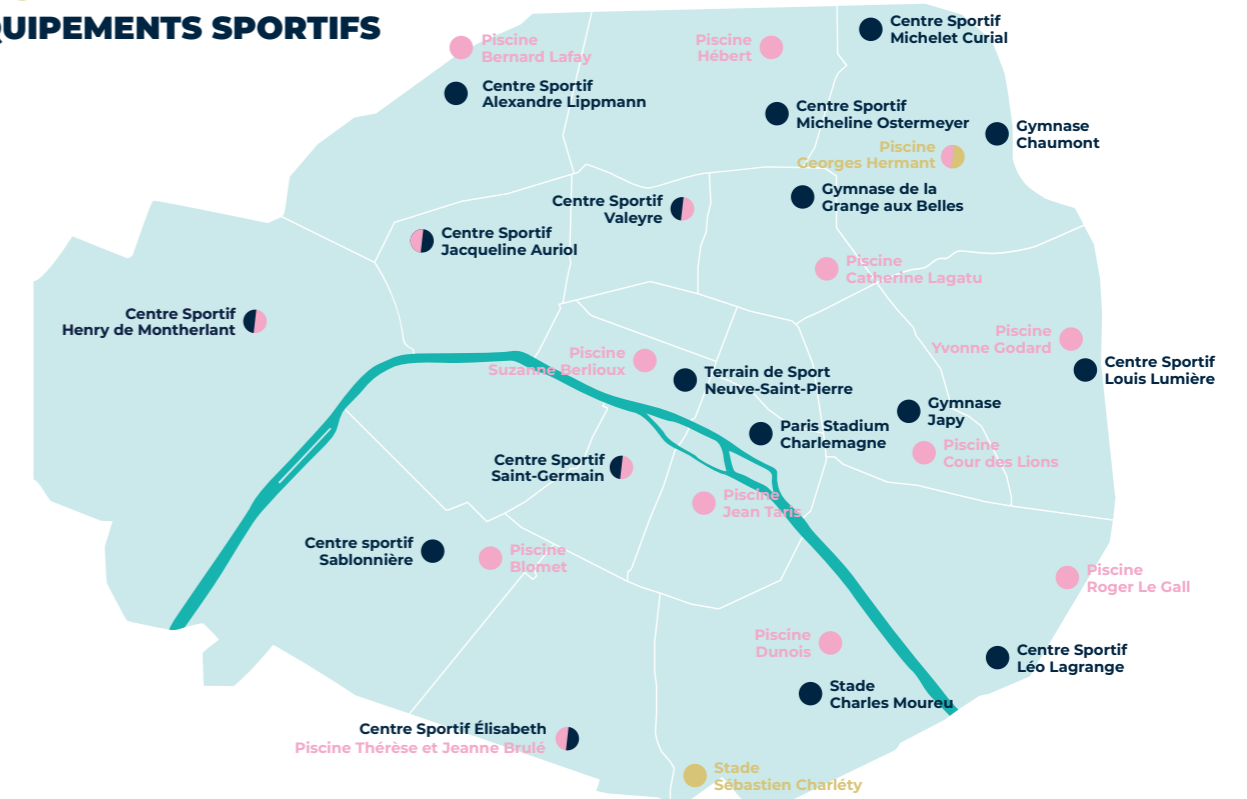 QUIPEMENTS SPORTIFS
Centre Sportif
Michelet Curial
Piscine
Bernard Lafay
Piscine
Hébert
Centre Sportif
Alexandre Lippmann
Centre Sportif
Micheline Ostermeyer
Gymnase
Chaumont
Piscine
Georges Hermant
Gymnase de la
Grange aux Belles
Centre Sportif
Valeyre
Centre Sportif
Jacqueline Auriol
Piscine
Catherine Lagatu
Centre Sportif
Henry de Montherlant
Piscine
Yvonne Godard
Piscine
Suzanne Berlioux
Centre Sportif
Louis Lumière
Terrain de Sport
Neuve-Saint-Pierre
Gymnase
Japy
Paris Stadium
Charlemagne
Piscine
Cour des Lions
Centre Sportif
Saint-Germain
Piscine
Jean Taris
Centre sportif
Sablonnière
Piscine
Blomet
Piscine
Roger Le Gall
Piscine
Dunois
Centre Sportif
Léo Lagrange
Stade
Charles Moureu
Centre Sportif Élisabeth
Piscine Thérèse et Jeanne Brulé
Stade
Sébastien Charléty